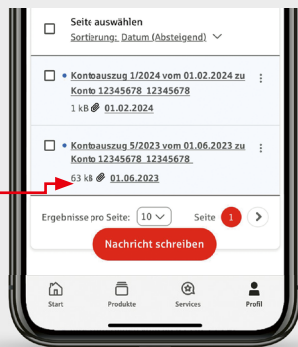 Seite auswählen
Sortierung: Datum (Absteigend)
Kontoauszug 1/2024 vom 01.02.2024 zu
Konto 12345678 12345678
1 kB 01.02.2024
Kontoauszug 5/2023 vom 01.06.2023 zu
Konto 12345678 12345678
63 kB 01.06.2023
Ergebnisse pro Seite: 10 Seite 1
Nachricht schreiben
Start Produkte Services Profil